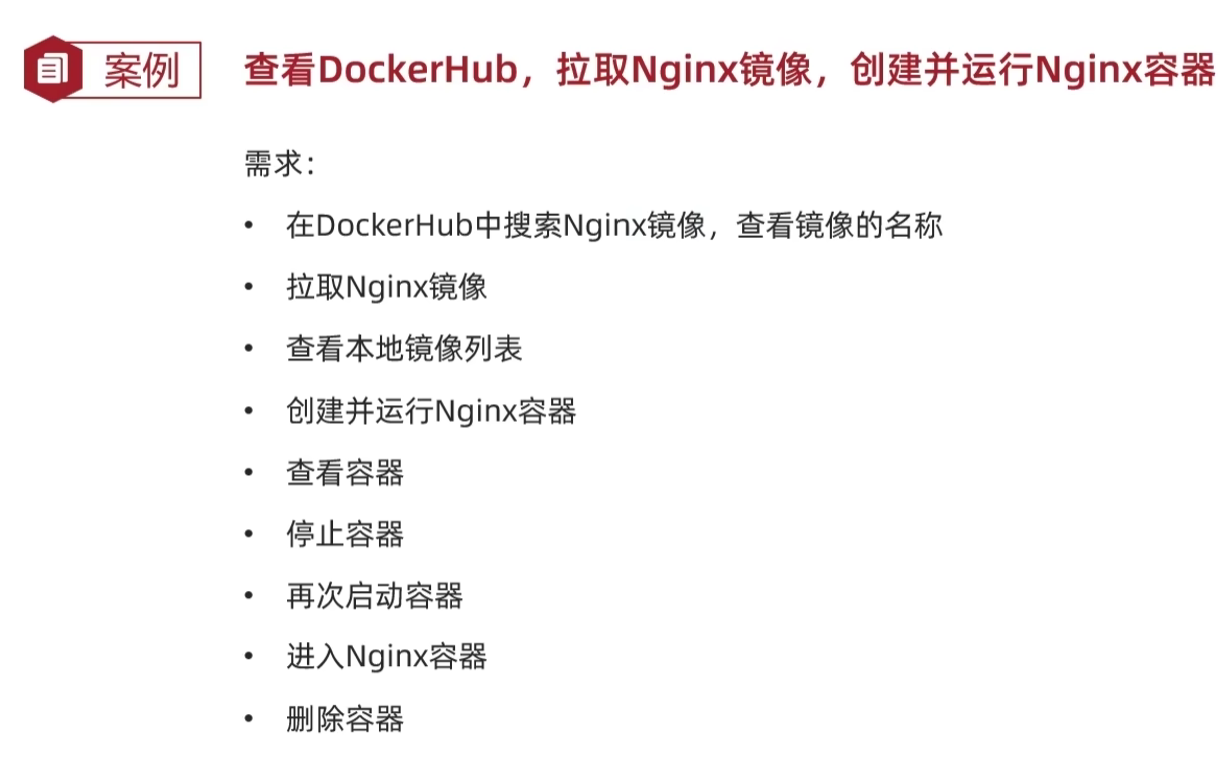 案例
查看DockerHub，拉取Nginx镜像，创建并运行Nginx容器
需求：
• 在DockerHub中搜索Nginx镜像，查看镜像的名称
• 拉取Nginx镜像
• 查看本地镜像列表
• 创建并运行Nginx容器
• 查看容器
• 停止容器
• 再次启动容器
• 进入Nginx容器
• 删除容器